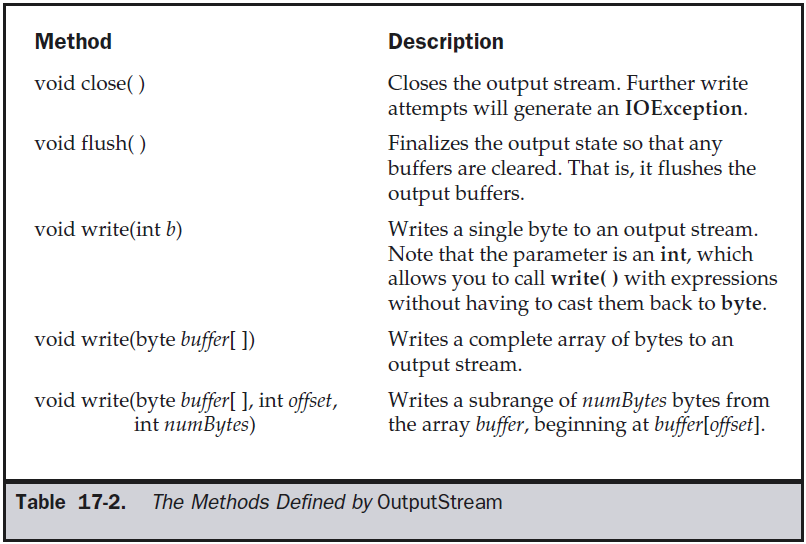 Method Description
void close( ) Closes the output stream. Further write
attempts will generate an IOException.
void flush( ) Finalizes the output state so that any
buffers are cleared. That is, it flushes the
output buffers.
void write(int b) Writes a single byte to an output stream.
Note that the parameter is an int, which
allows you to call write( ) with expressions
without having to cast them back to byte.
void write(byte buffer[ ]) Writes a complete array of bytes to an
output stream.
void write(byte buffer[ ], int offset, Writes a subrange of numBytes bytes from
int numBytes) the array buffer, beginning at buffer[offset].
Table 17-2. The Methods Defined by OutputStream